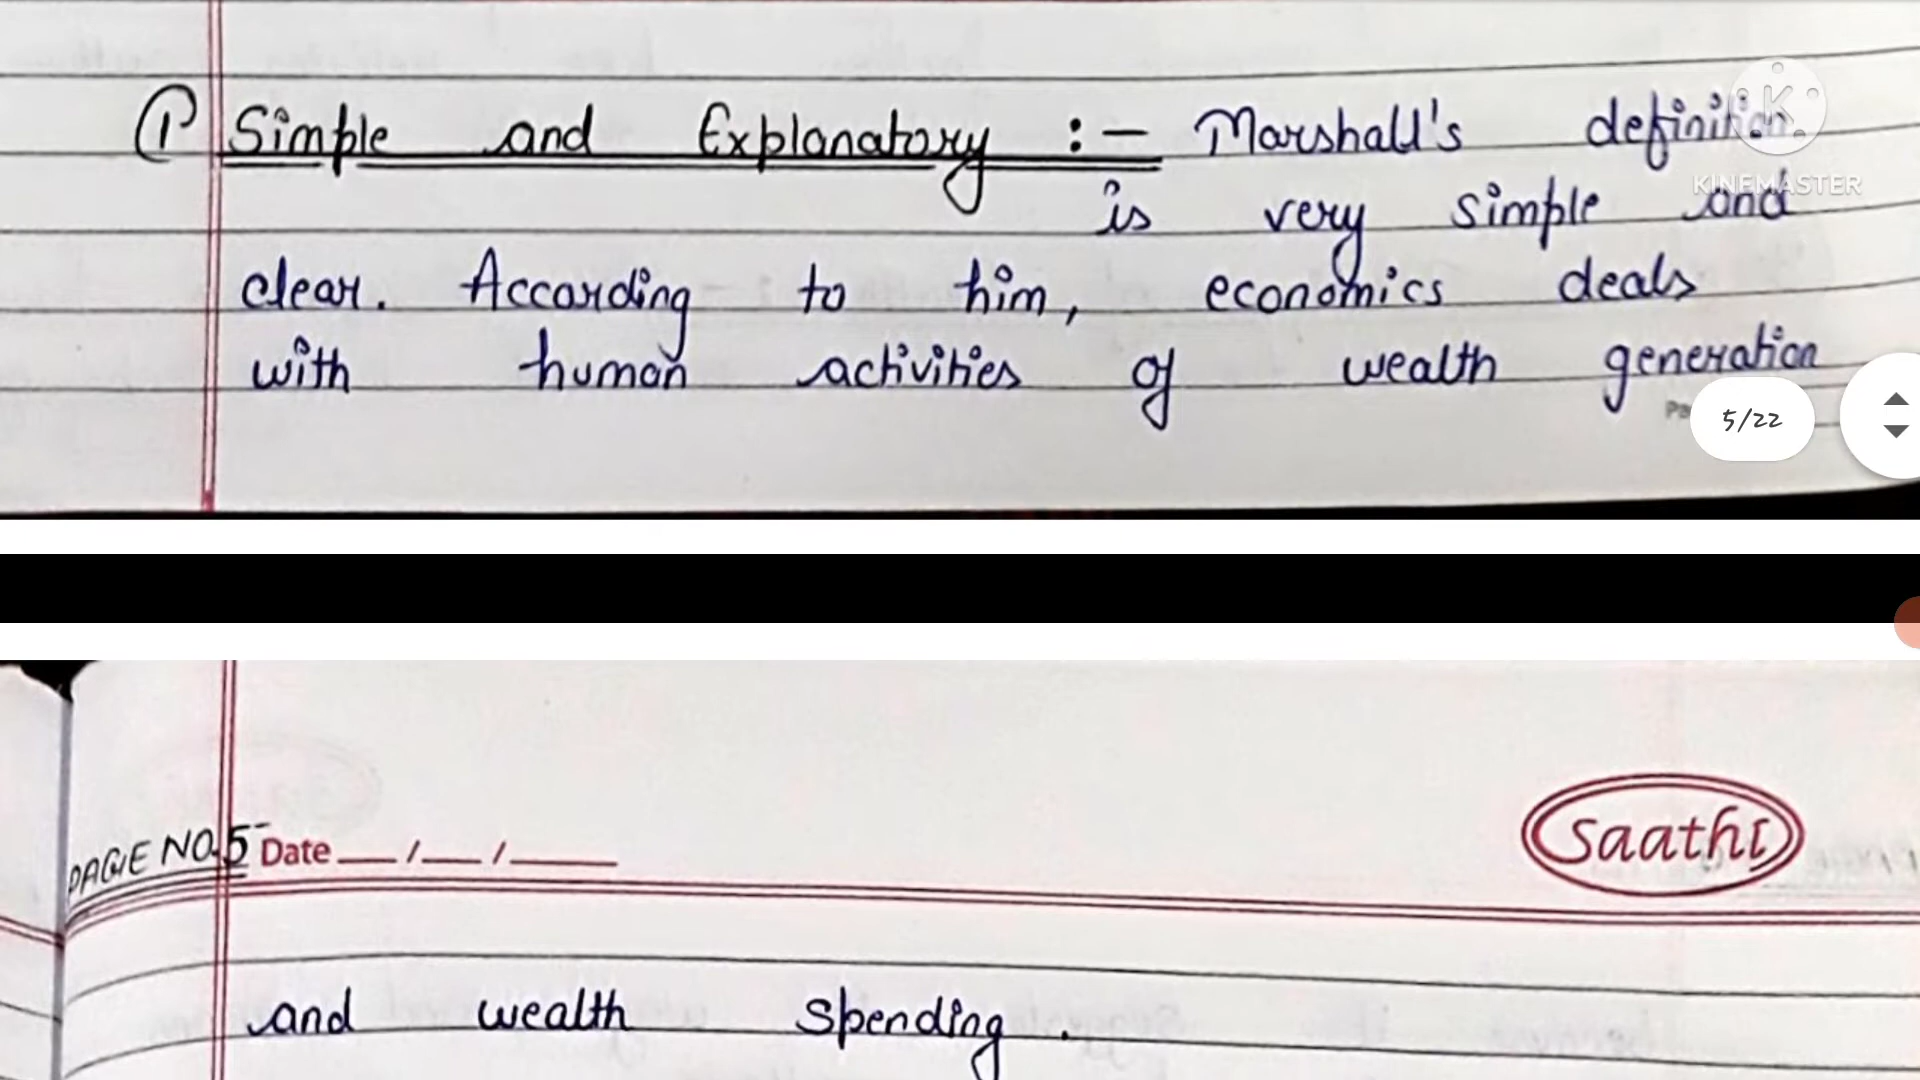 ① Simple and Explanatory :- Marshall's definition
KINEMASTER
is very simple and
clear. According to him, economics deals
with human activities of wealth generation
5/22
PAGE NO.5 Date __/__/____
Saathi
and wealth spending.